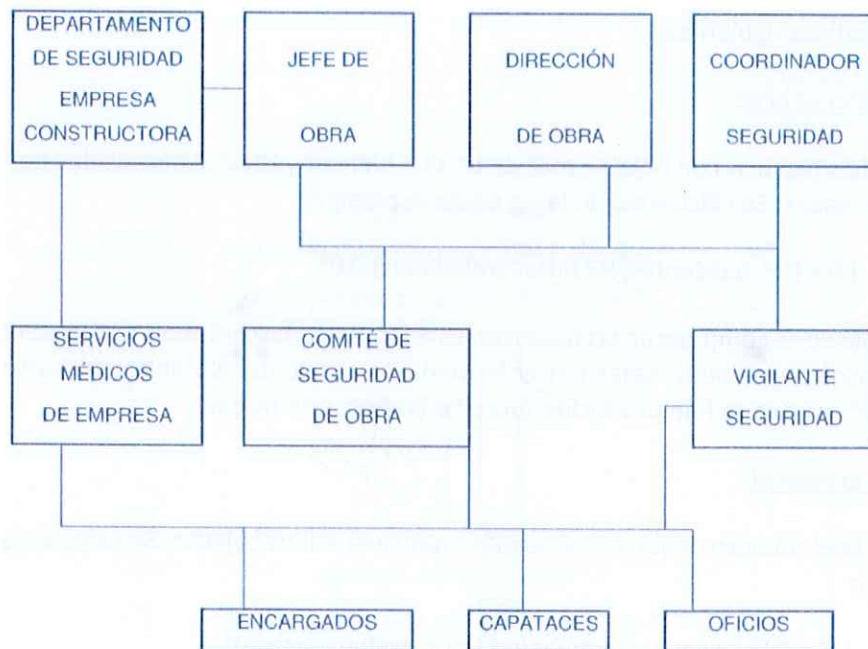 DEPARTAMENTO
DE SEGURIDAD
EMPRESA
CONSTRUCTORA
JEFE DE
OBRA
DIRECCIÓN
DE OBRA
COORDINADOR
SEGURIDAD
SERVICIOS
MÉDICOS
DE EMPRESA
COMITÉ DE
SEGURIDAD
DE OBRA
VIGILANTE
SEGURIDAD
ENCARGADOS
CAPATACES
OFICIOS